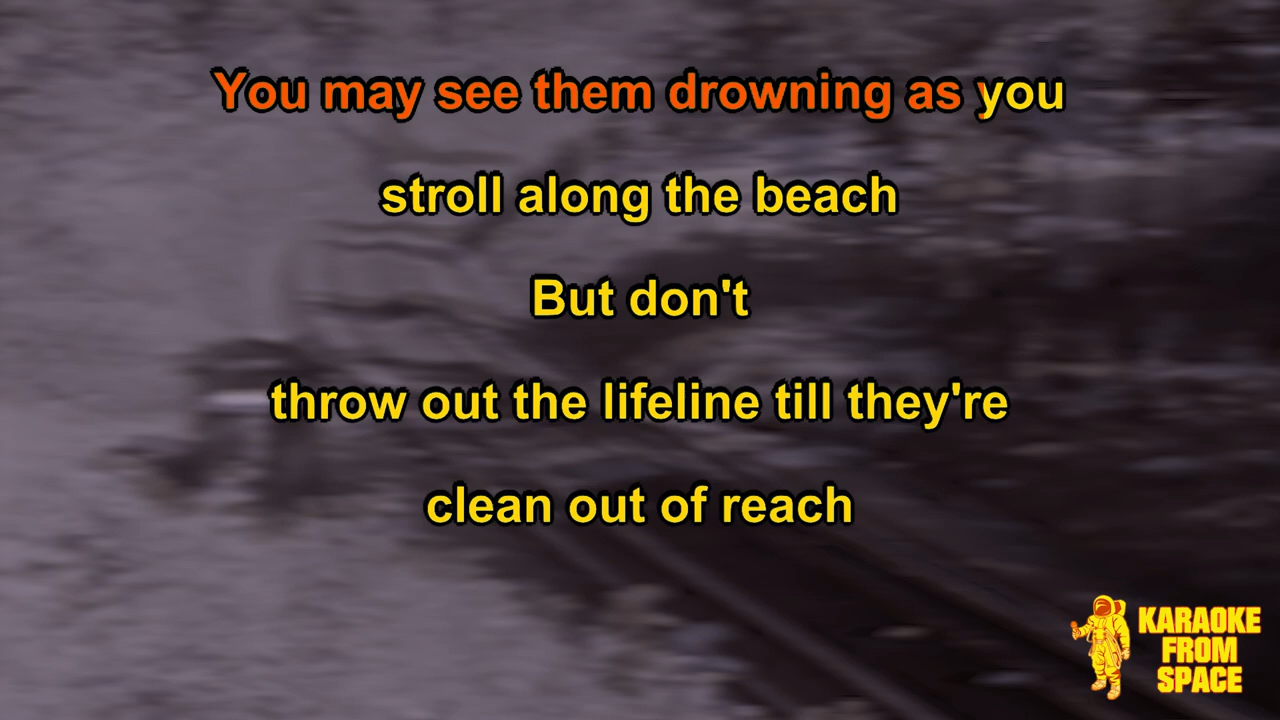 You may see them drowning as you
stroll along the beach
But don't
throw out the lifeline till they're
clean out of reach
KARAOKE
FROM
SPACE